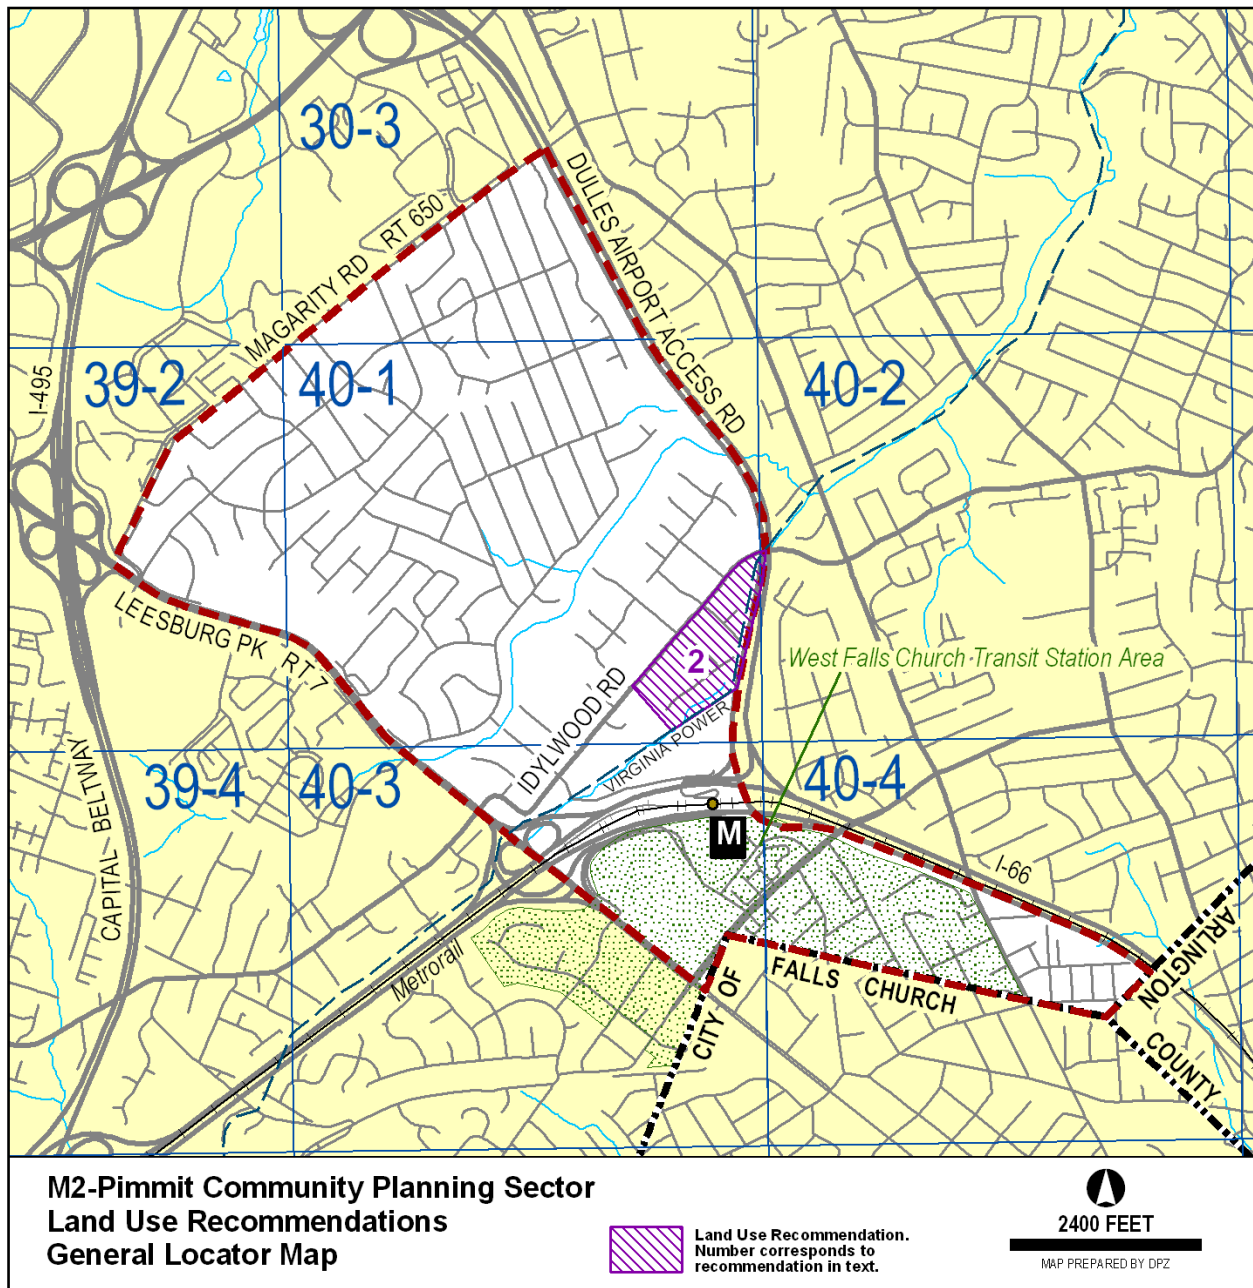 30-3
DULLES AIRPORT ACCESS RD
MAGARITY RD RT 650
I-495
39-2
40-1
40-2
LEESBURG PK RT 7
2
West Falls Church Transit Station Area
IDYLWOOD RD
VIRGINIA POWER
CAPITAL BELTWAY
39-4
40-3
40-4
M
I-66
Metrorail
CITY OF FALLS CHURCH
ARLINGTON COUNTY
M2-Pimmit Community Planning Sector
Land Use Recommendations
General Locator Map
Land Use Recommendation.
Number corresponds to
recommendation in text.
2400 FEET
MAP PREPARED BY DPZ